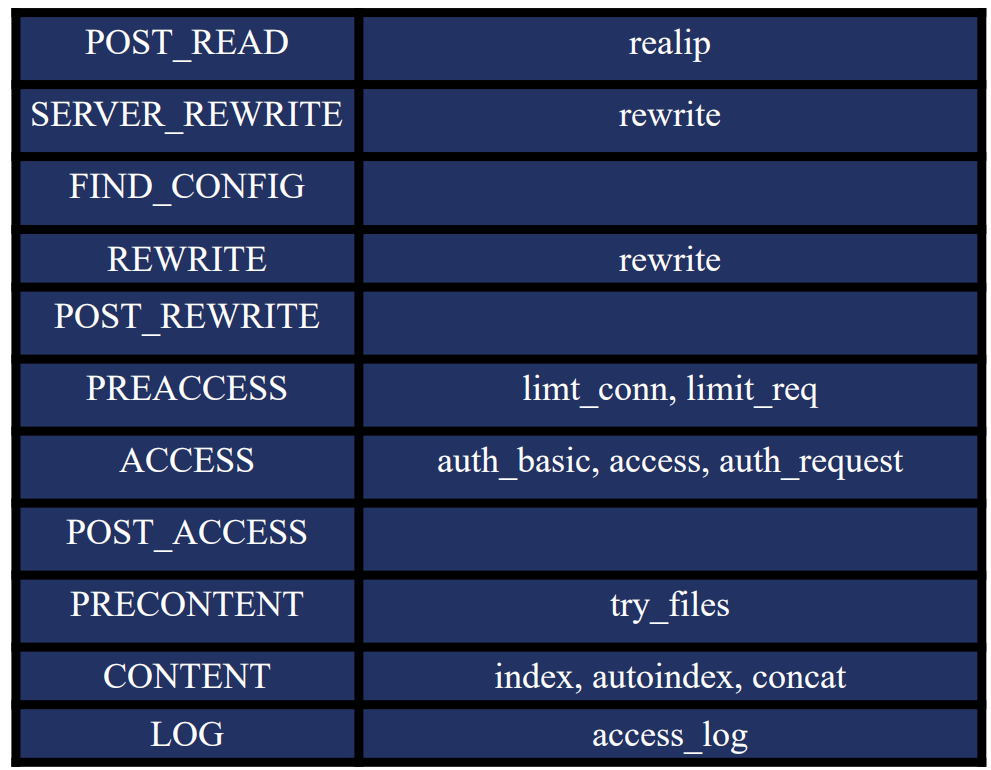 POST_READ realip
SERVER_REWRITE rewrite
FIND_CONFIG
REWRITE rewrite
POST_REWRITE
PREACCESS limt_conn, limit_req
ACCESS auth_basic, access, auth_request
POST_ACCESS
PRECONTENT try_files
CONTENT index, autoindex, concat
LOG access_log